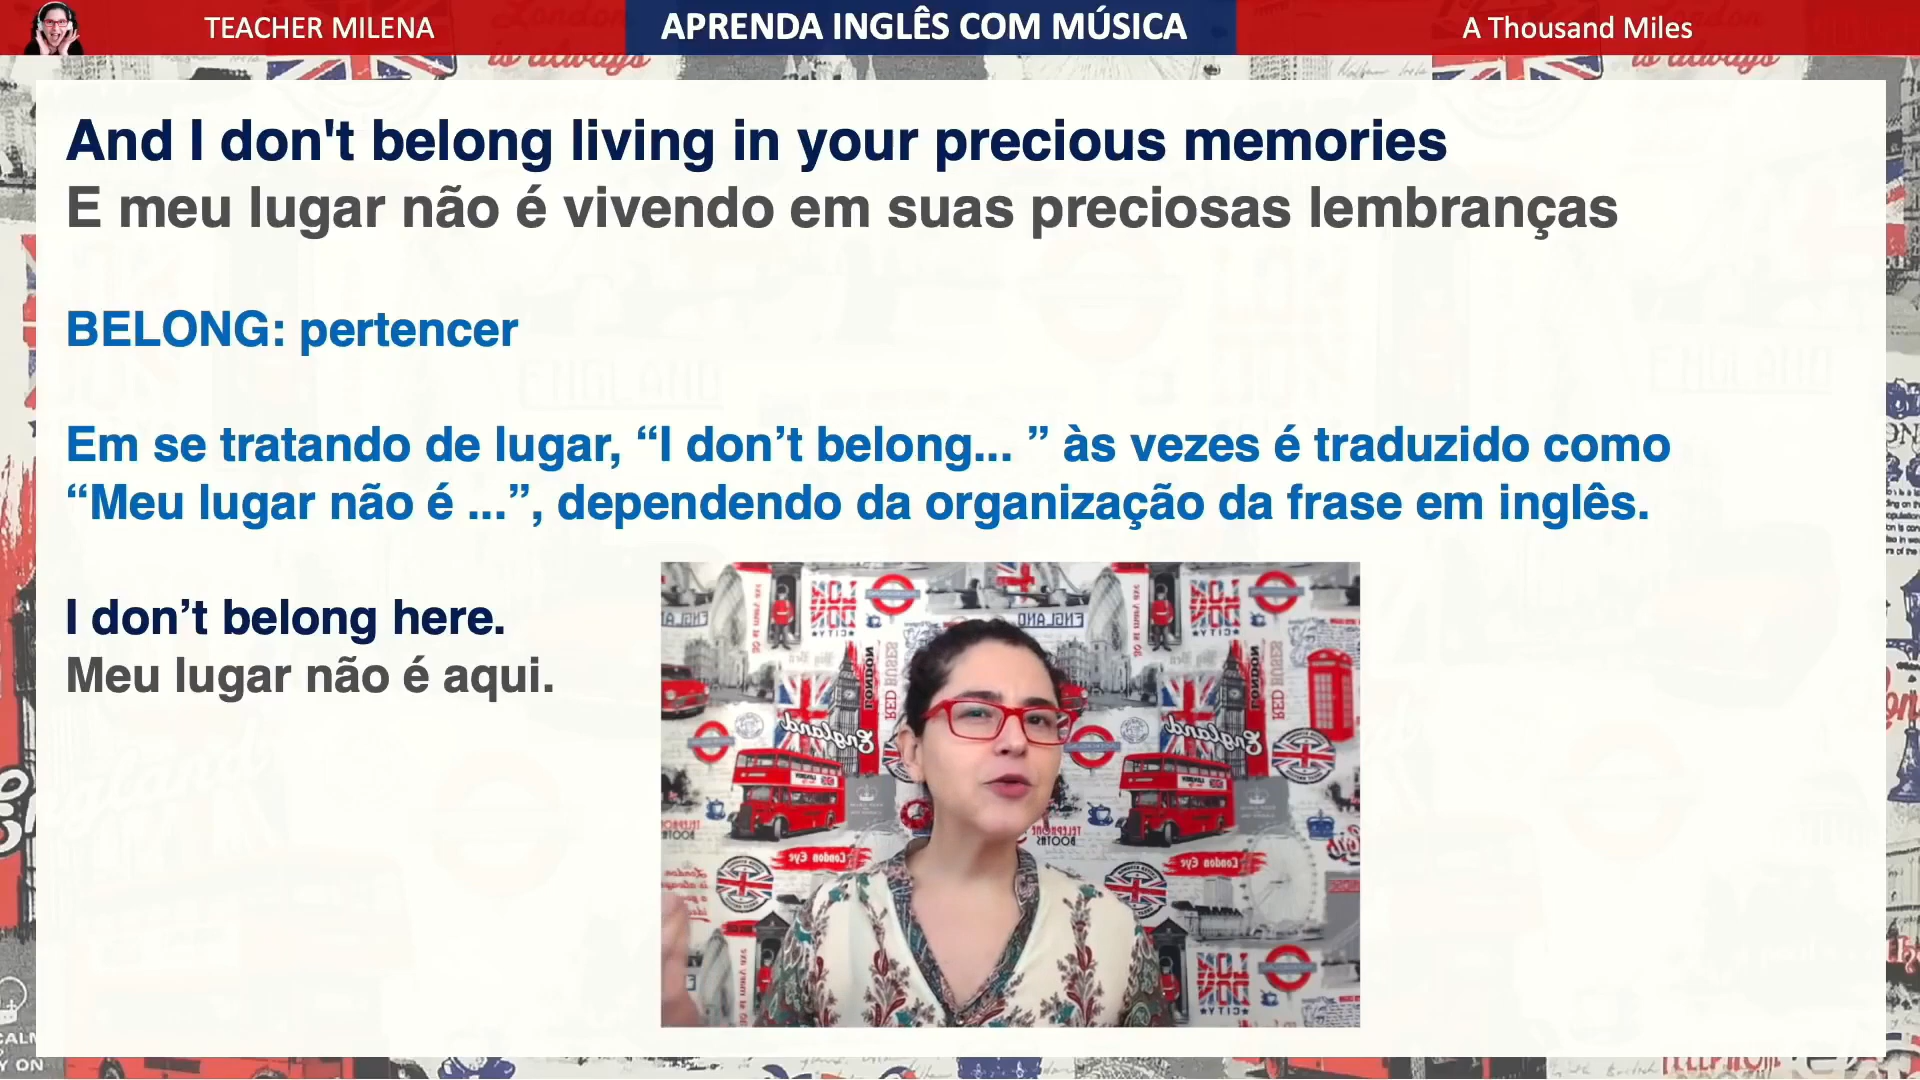 TEACHER MILENA
APRENDA INGLÊS COM MÚSICA
A Thousand Miles
And I don't belong living in your precious memories
E meu lugar não é vivendo em suas preciosas lembranças
BELONG: pertencer
Em se tratando de lugar, “I don’t belong... ” às vezes é traduzido como
“Meu lugar não é ...”, dependendo da organização da frase em inglês.
I don’t belong here.
Meu lugar não é aqui.